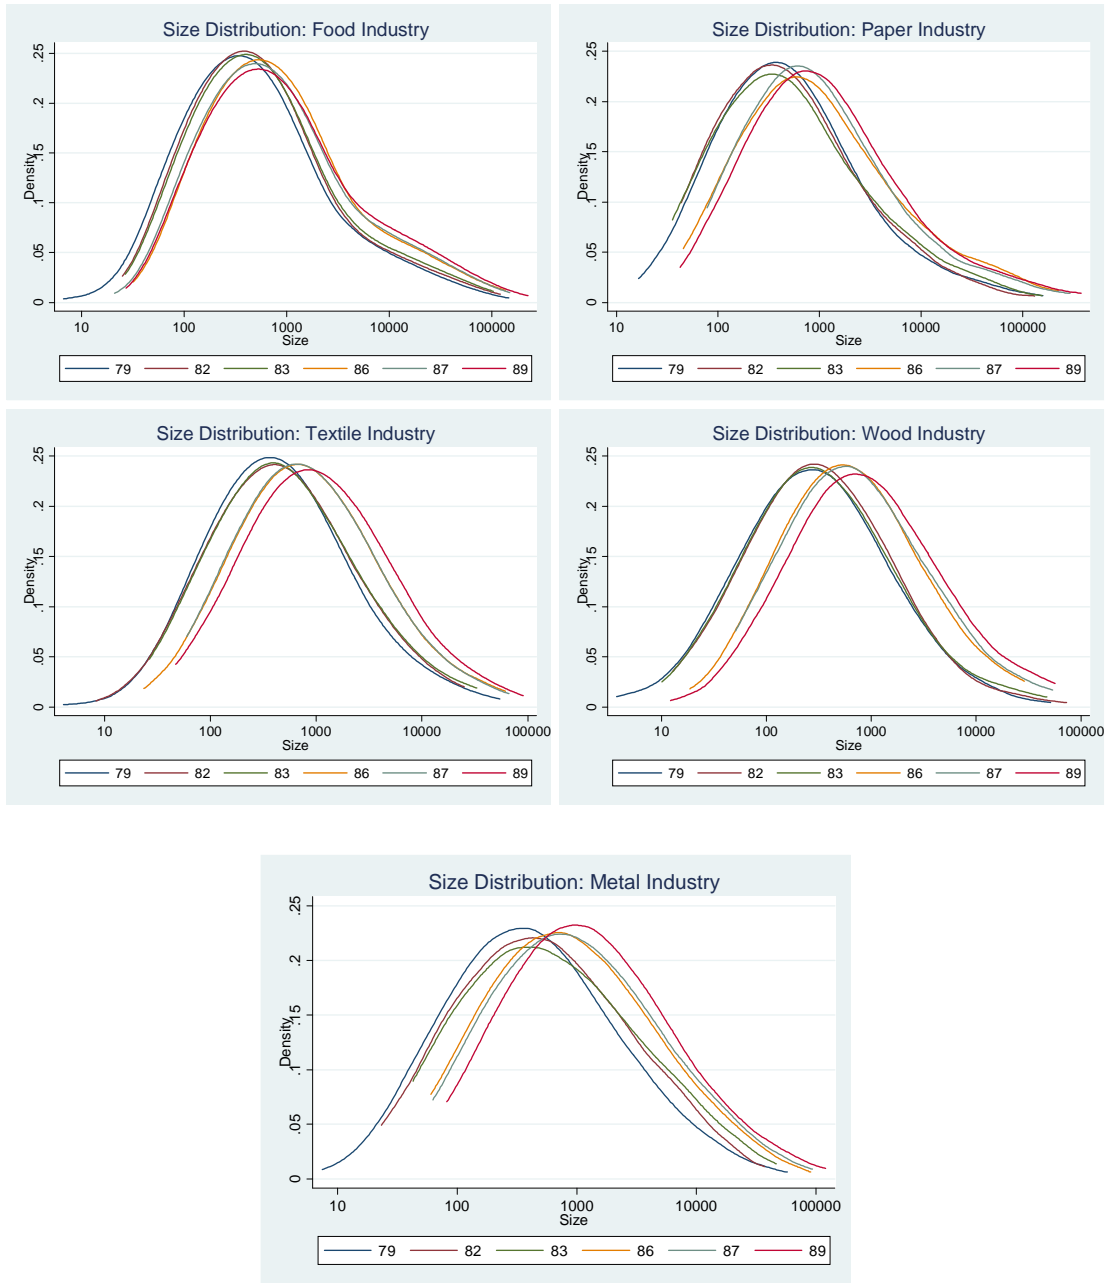 Size Distribution: Food Industry
Density
.25
.2
.15
.1
.05
0
10 100 1000 10000 100000
Size
79 82 83 86 87 89
Size Distribution: Paper Industry
Density
.25
.2
.15
.1
.05
0
10 100 1000 10000 100000
Size
79 82 83 86 87 89
Size Distribution: Textile Industry
Density
.25
.2
.15
.1
.05
0
10 100 1000 10000 100000
Size
79 82 83 86 87 89
Size Distribution: Wood Industry
Density
.25
.2
.15
.1
.05
0
10 100 1000 10000 100000
Size
79 82 83 86 87 89
Size Distribution: Metal Industry
Density
.25
.2
.15
.1
.05
0
10 100 1000 10000 100000
Size
79 82 83 86 87 89